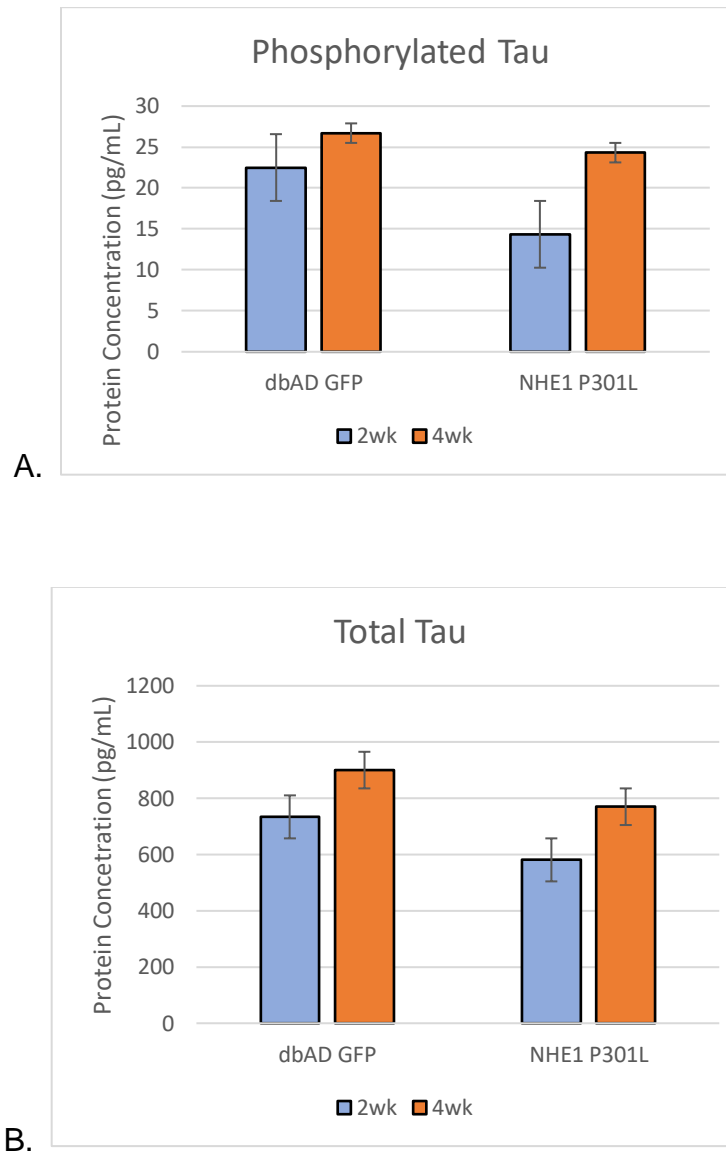 Phosphorylated Tau
Protein Concentration (pg/mL)
30
25
20
15
10
5
0
dbAD GFP NHE1 P301L
2wk 4wk
A.
Total Tau
Protein Concetration (pg/mL)
1200
1000
800
600
400
200
0
dbAD GFP NHE1 P301L
2wk 4wk
B.